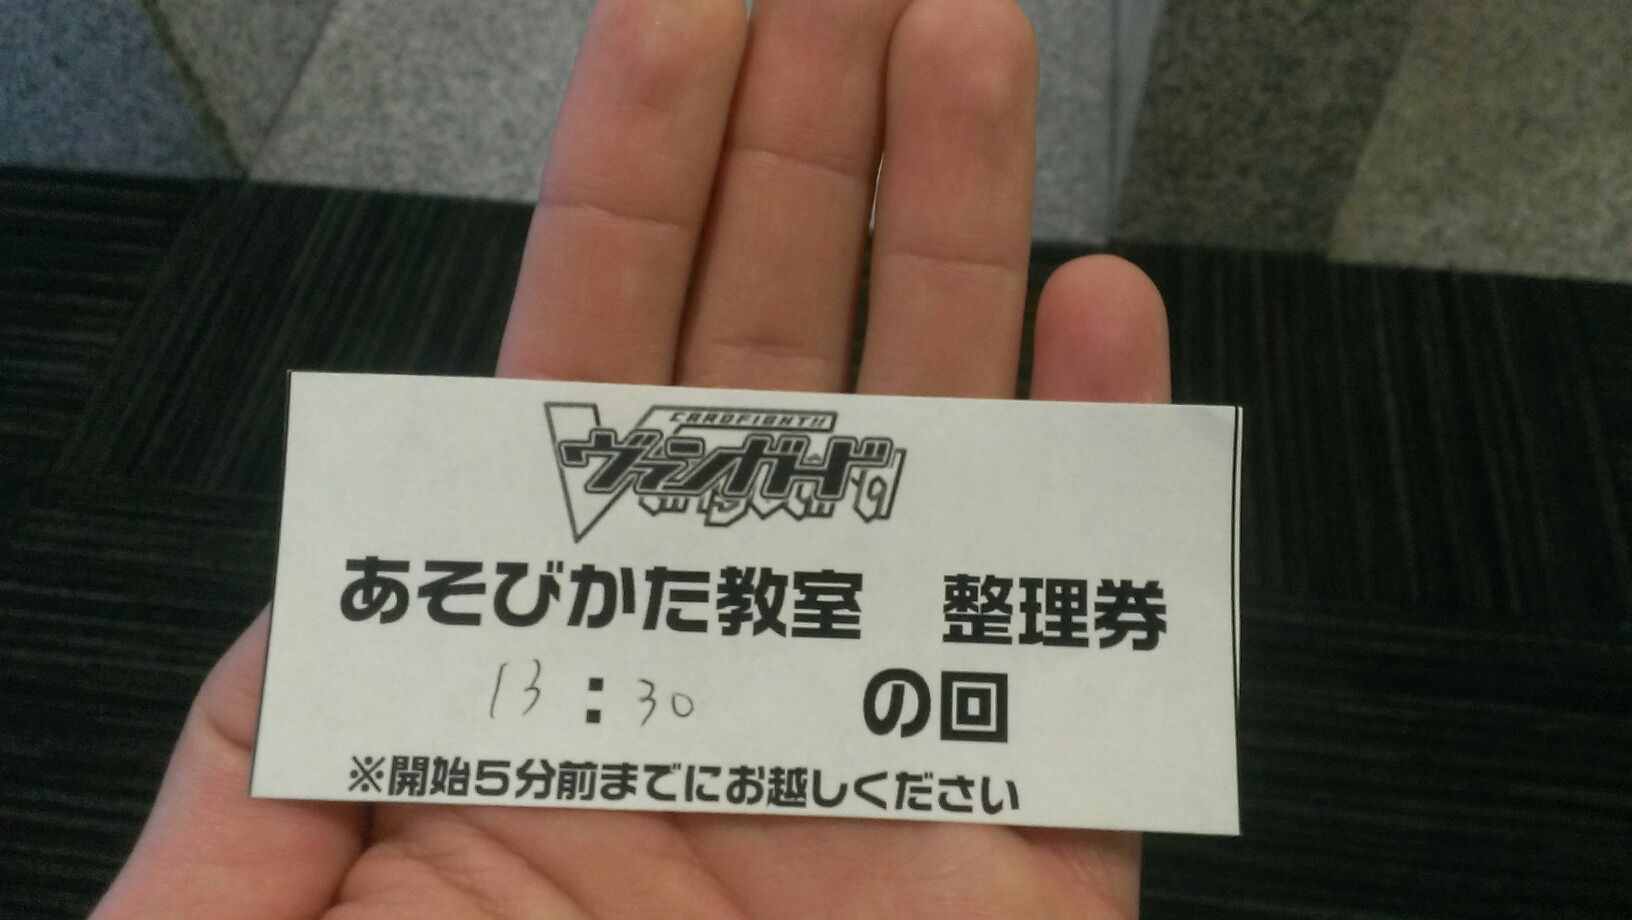 CARDFIGHT!!
ヴァンガード
あそびかた教室　整理券
13:30 の回
※開始5分前までにお越しください